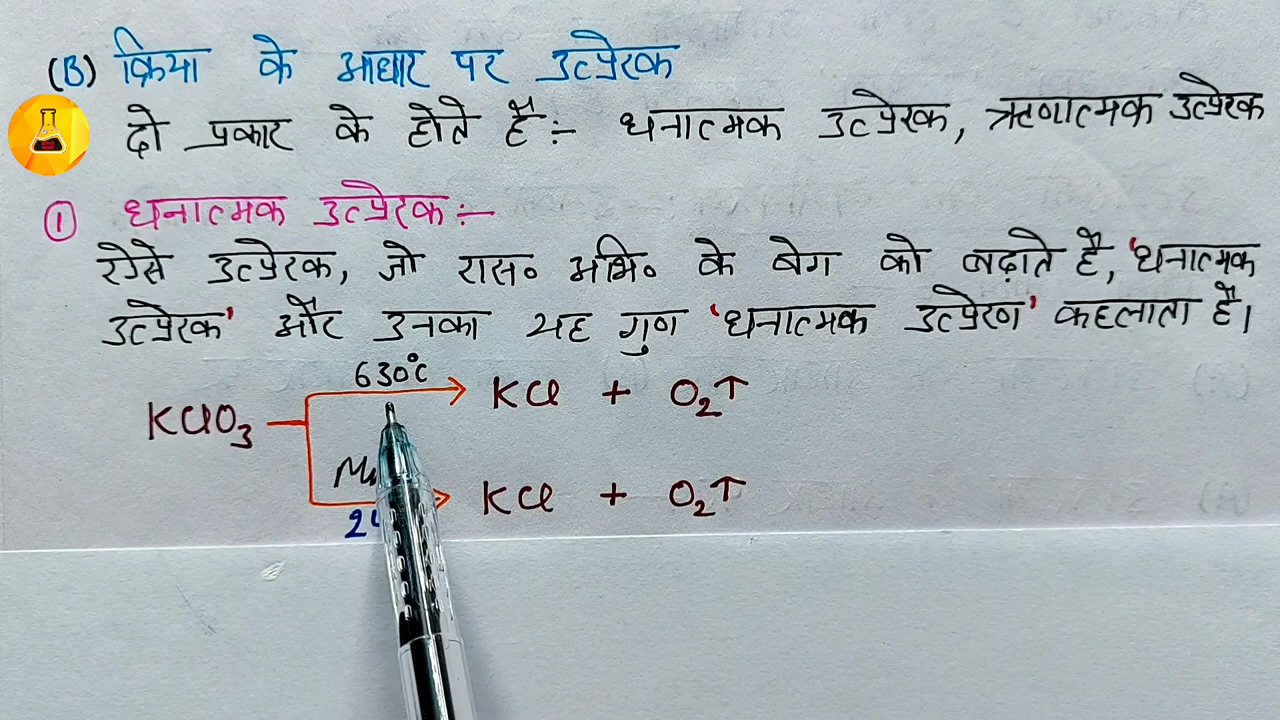 (B) क्रिया के आधार पर उत्प्रेरक
दो प्रकार के होते हैं:- धनात्मक उत्प्रेरक, ऋणात्मक उत्प्रेरक
① धनात्मक उत्प्रेरक:-
ऐसे उत्प्रेरक, जो रास० अभि० के वेग को बढ़ाते है, 'धनात्मक
उत्प्रेरक' और उनका यह गुण 'धनात्मक उत्प्रेरण' कहलाता है।
630°C
KClO₃ → KCl + O₂↑
→ KCl + O₂↑